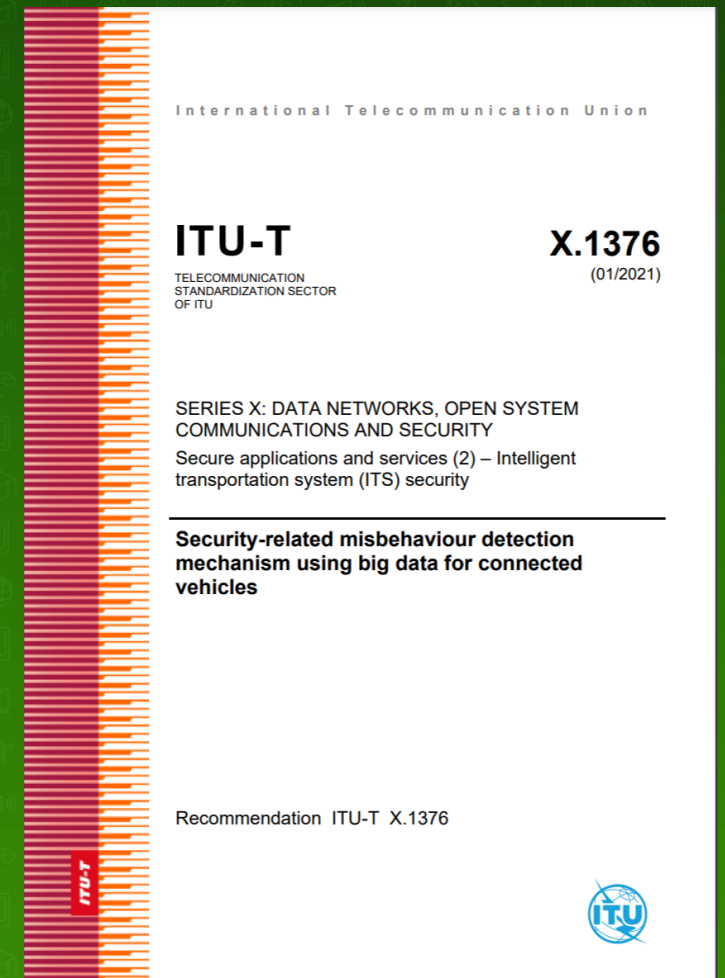 International Telecommunication Union
ITU-T
X.1376
TELECOMMUNICATION
STANDARDIZATION SECTOR
OF ITU
(01/2021)
SERIES X: DATA NETWORKS, OPEN SYSTEM
COMMUNICATIONS AND SECURITY
Secure applications and services (2) – Intelligent
transportation system (ITS) security
Security-related misbehaviour detection
mechanism using big data for connected
vehicles
Recommendation ITU-T X.1376
ITU-T
ITU